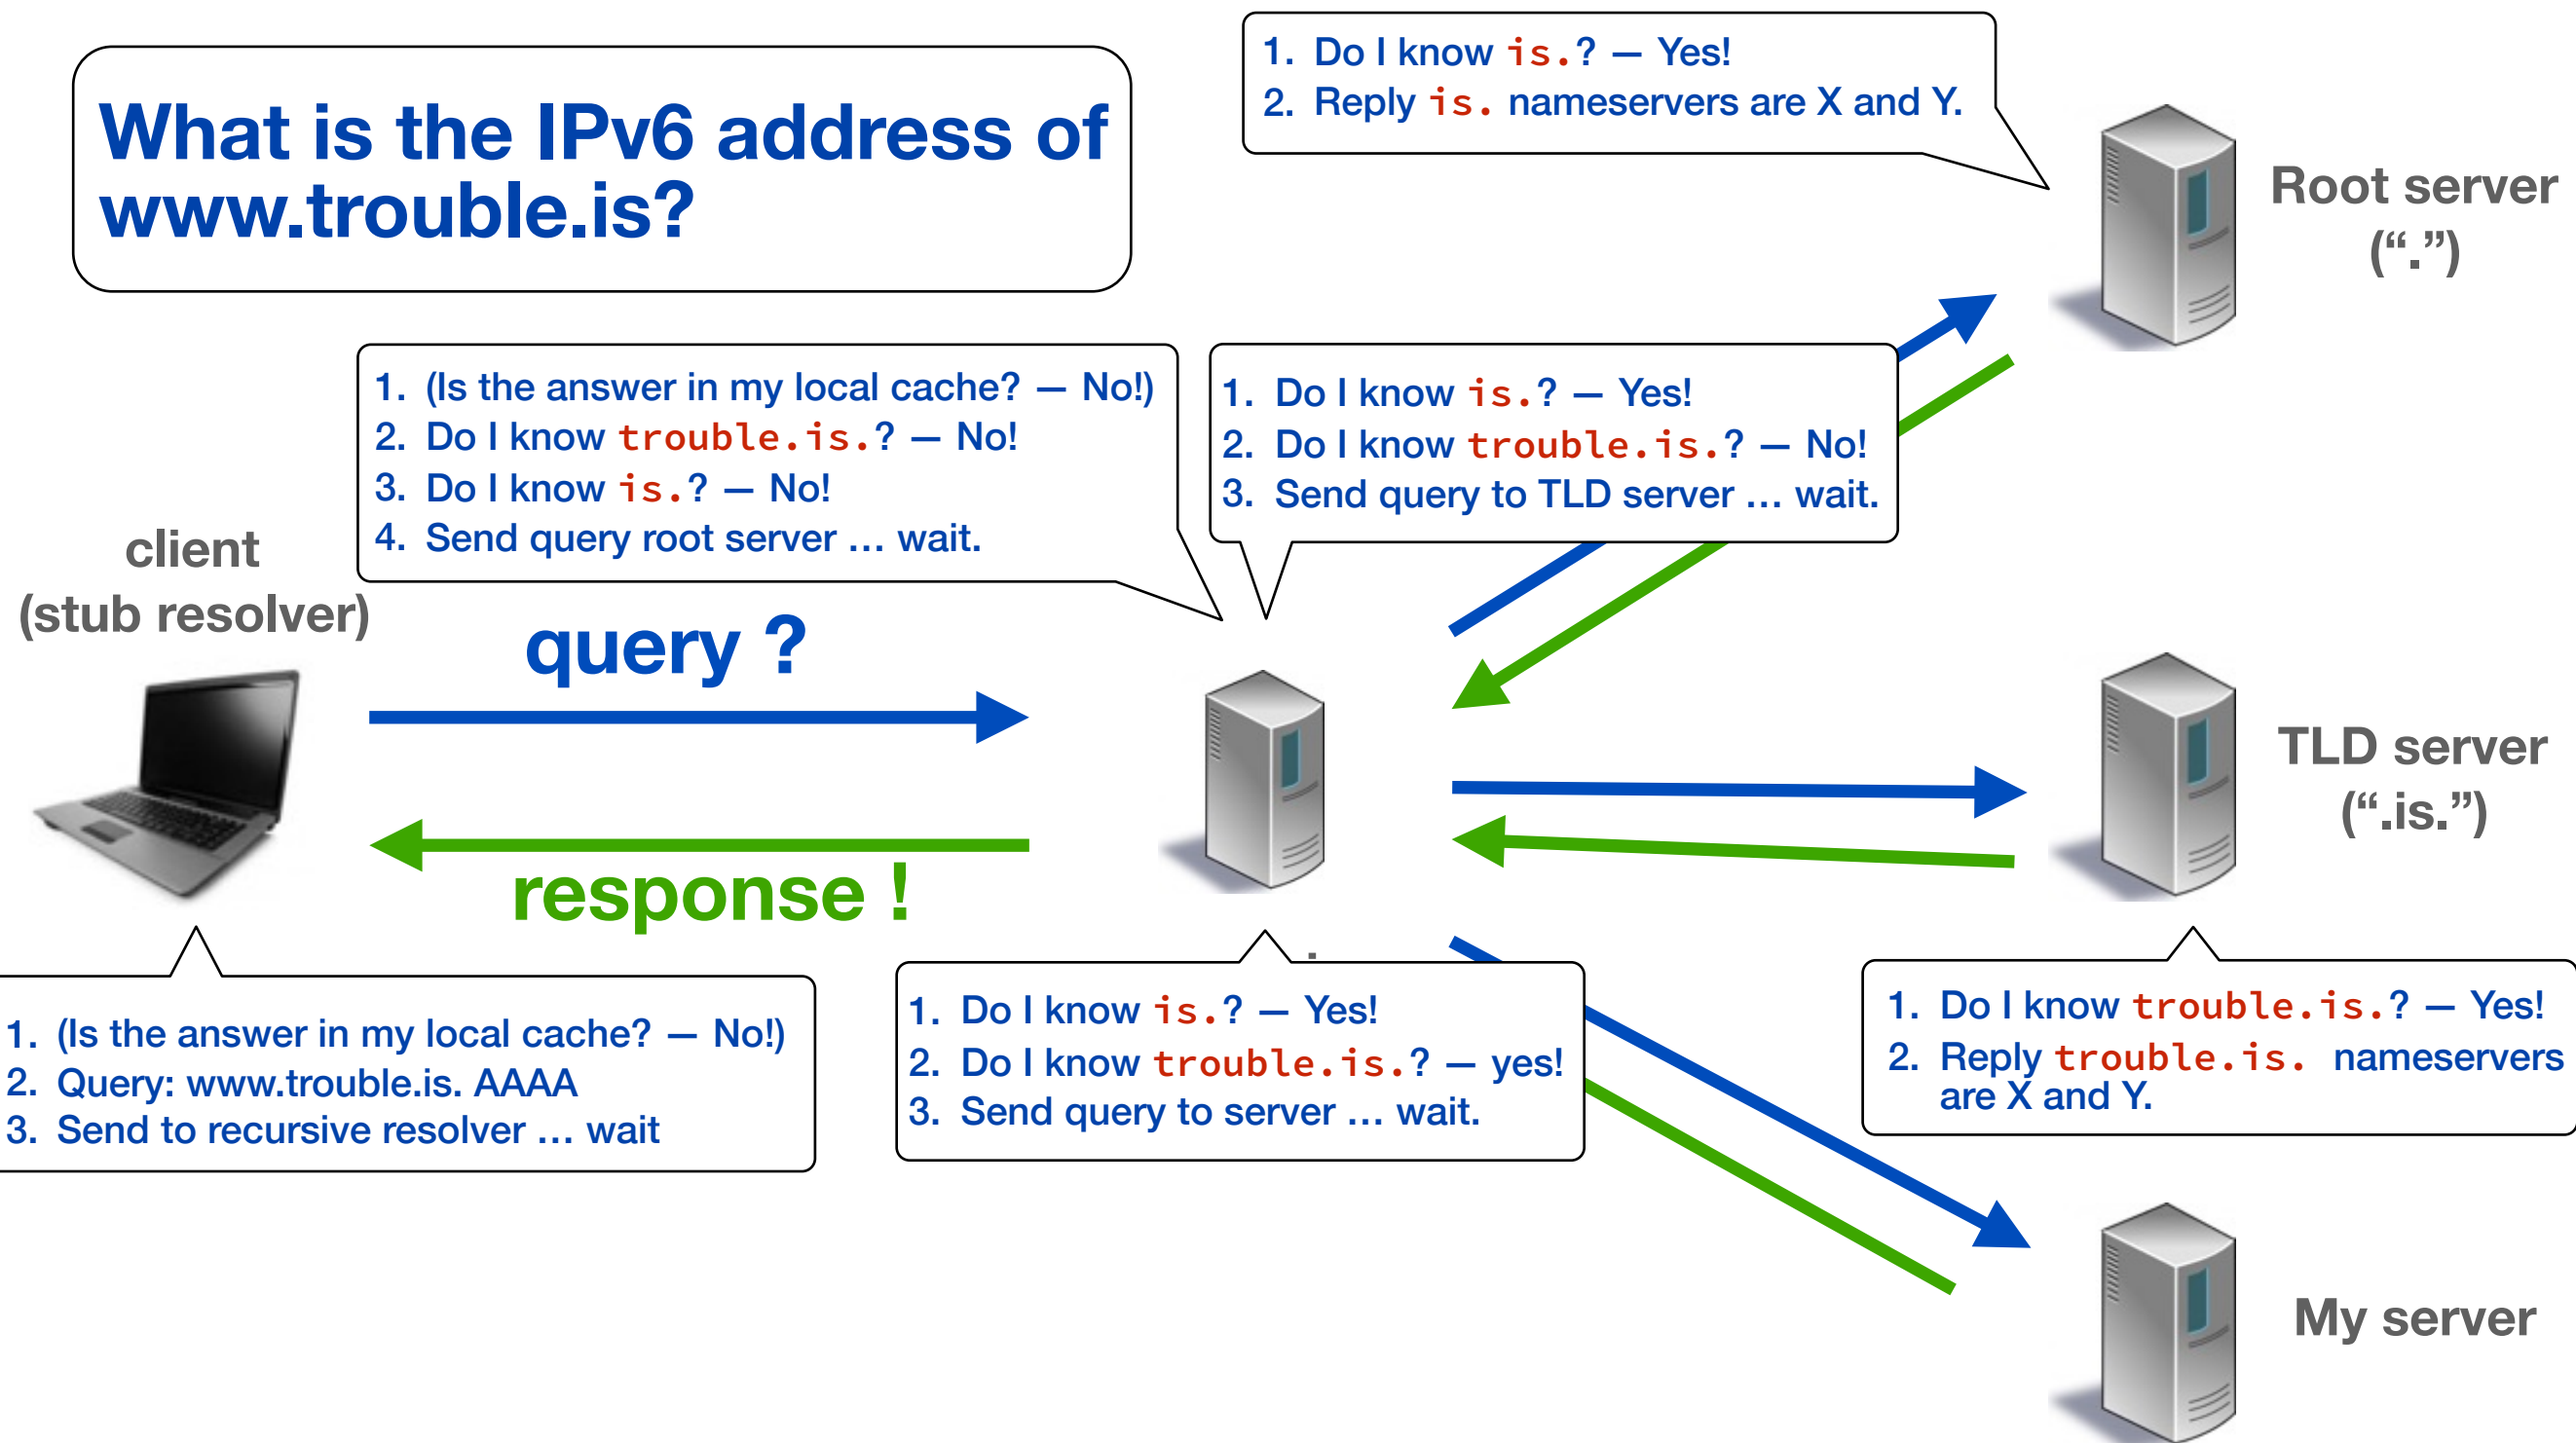 What is the IPv6 address of
www.trouble.is?
1. Do I know is.? — Yes!
2. Reply is. nameservers are X and Y.
Root server
(“.”)
1. (Is the answer in my local cache? — No!)
2. Do I know trouble.is.? — No!
3. Do I know is.? — No!
4. Send query root server ... wait.
1. Do I know is.? — Yes!
2. Do I know trouble.is.? — No!
3. Send query to TLD server ... wait.
client
(stub resolver)
query ?
response !
TLD server
(“.is.”)
1. (Is the answer in my local cache? — No!)
2. Query: www.trouble.is. AAAA
3. Send to recursive resolver ... wait
1. Do I know is.? — Yes!
2. Do I know trouble.is.? — yes!
3. Send query to server ... wait.
1. Do I know trouble.is.? — Yes!
2. Reply trouble.is. nameservers
are X and Y.
My server